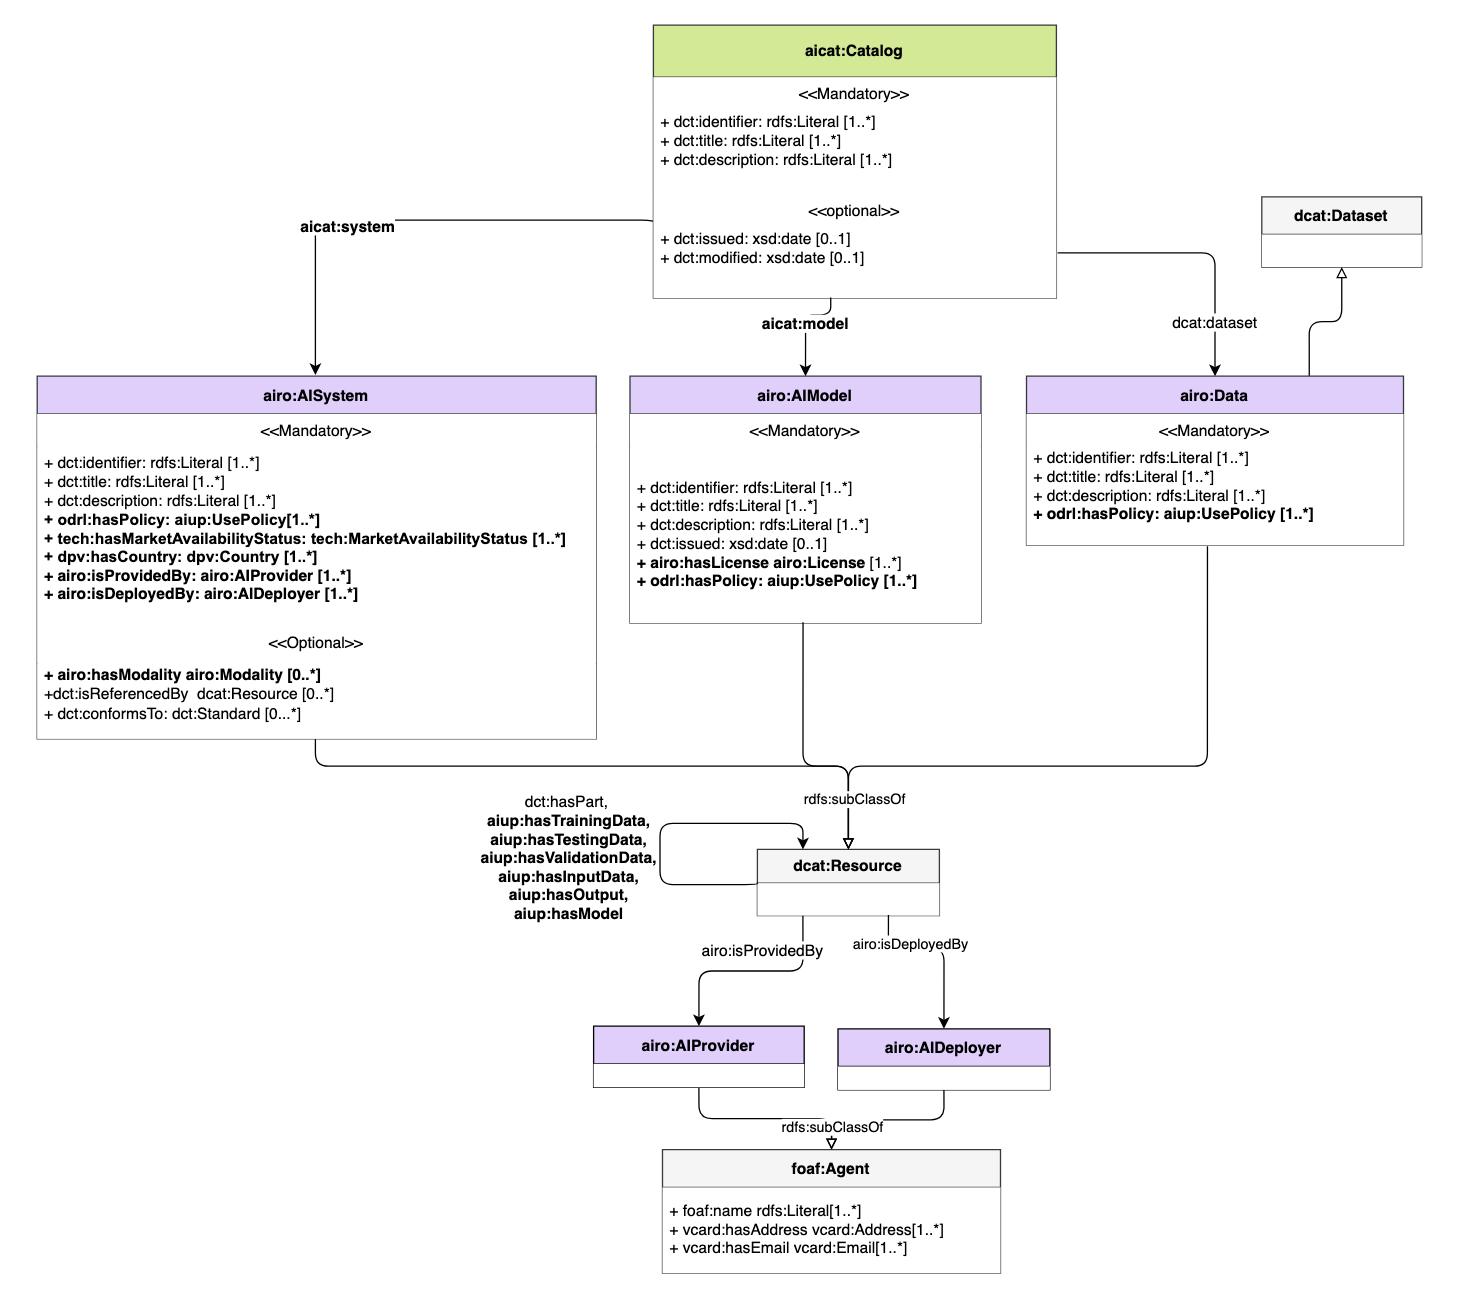 aicat:Catalog
<<Mandatory>>
+ dct:identifier: rdfs:Literal [1..*]
+ dct:title: rdfs:Literal [1..*]
+ dct:description: rdfs:Literal [1..*]
<<optional>>
+ dct:issued: xsd:date [0..1]
+ dct:modified: xsd:date [0..1]
dcat:Dataset
aicat:system
aicat:model
dcat:dataset
airo:AISystem
<<Mandatory>>
+ dct:identifier: rdfs:Literal [1..*]
+ dct:title: rdfs:Literal [1..*]
+ dct:description: rdfs:Literal [1..*]
+ odrl:hasPolicy: aiup:UsePolicy[1..*]
+ tech:hasMarketAvailabilityStatus: tech:MarketAvailabilityStatus [1..*]
+ dpv:hasCountry: dpv:Country [1..*]
+ airo:isProvidedBy: airo:AIProvider [1..*]
+ airo:isDeployedBy: airo:AIDeployer [1..*]
<<Optional>>
+ airo:hasModality airo:Modality [0..*]
+dct:isReferencedBy  dcat:Resource [0..*]
+ dct:conformsTo: dct:Standard [0...*]
airo:AIModel
<<Mandatory>>
+ dct:identifier: rdfs:Literal [1..*]
+ dct:title: rdfs:Literal [1..*]
+ dct:description: rdfs:Literal [1..*]
+ dct:issued: xsd:date [0..1]
+ airo:hasLicense airo:License [1..*]
+ odrl:hasPolicy: aiup:UsePolicy [1..*]
airo:Data
<<Mandatory>>
+ dct:identifier: rdfs:Literal [1..*]
+ dct:title: rdfs:Literal [1..*]
+ dct:description: rdfs:Literal [1..*]
+ odrl:hasPolicy: aiup:UsePolicy [1..*]
rdfs:subClassOf
dct:hasPart,
aiup:hasTrainingData,
aiup:hasTestingData,
aiup:hasValidationData,
aiup:hasInputData,
aiup:hasOutput,
aiup:hasModel
dcat:Resource
airo:isProvidedBy
airo:isDeployedBy
airo:AIProvider
airo:AIDeployer
rdfs:subClassOf
foaf:Agent
+ foaf:name rdfs:Literal[1..*]
+ vcard:hasAddress vcard:Address[1..*]
+ vcard:hasEmail vcard:Email[1..*]